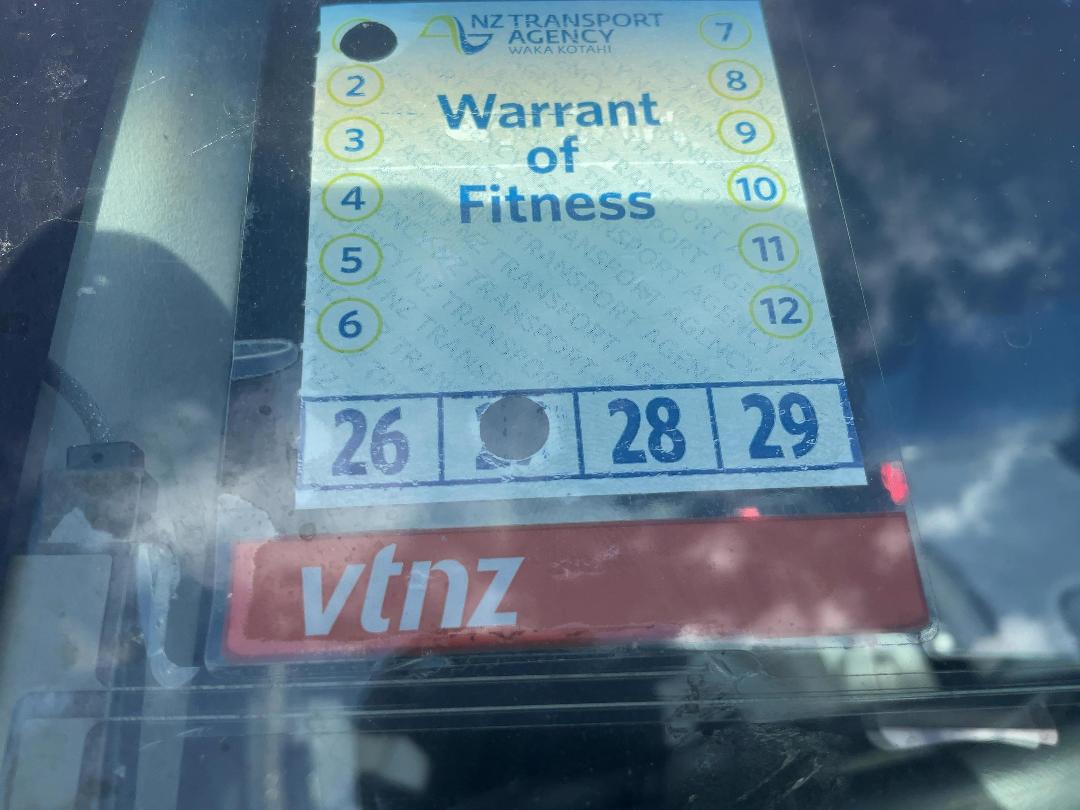 NZ TRANSPORT
AGENCY
WAKA KOTAHI
Warrant
of
Fitness
2
3
4
5
6
7
8
9
10
11
12
26
28
29
vtnz